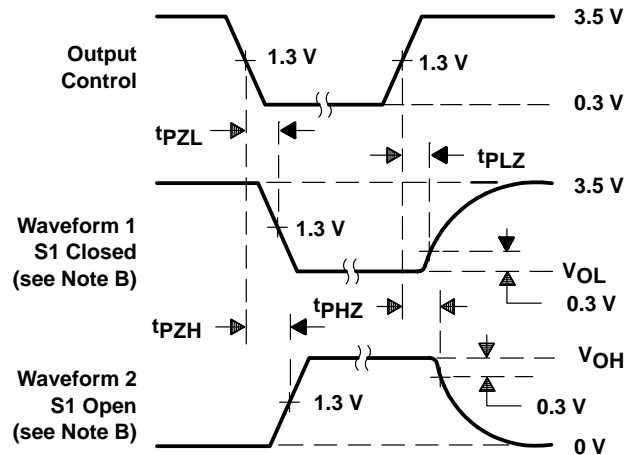 3.5 V
Output
Control
1.3 V
1.3 V
0.3 V
tPZL
tPLZ
3.5 V
Waveform 1
S1 Closed
(see Note B)
1.3 V
VOL
0.3 V
tPZH
tPHZ
VOH
Waveform 2
S1 Open
(see Note B)
1.3 V
0.3 V
0 V